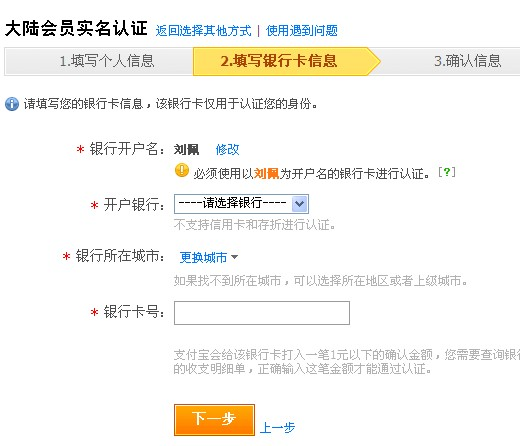 大陆会员实名认证 返回选择其他方式 | 使用遇到问题
1.填写个人信息 2.填写银行卡信息 3.确认信息
请填写您的银行卡信息，该银行卡仅用于认证您的身份。
* 银行开户名： 刘佩 修改
必须使用以刘佩为开户名的银行卡进行认证。[?]
* 开户银行： ----请选择银行----
不支持信用卡和存折进行认证。
* 银行所在城市： 更换城市
如果找不到所在城市，可以选择所在地区或者上级城市。
* 银行卡号：
支付宝会给该银行卡打入一笔1元以下的确认金额，您需要查询银行
的收支明细单，正确输入这笔金额才能通过认证。
下一步 上一步